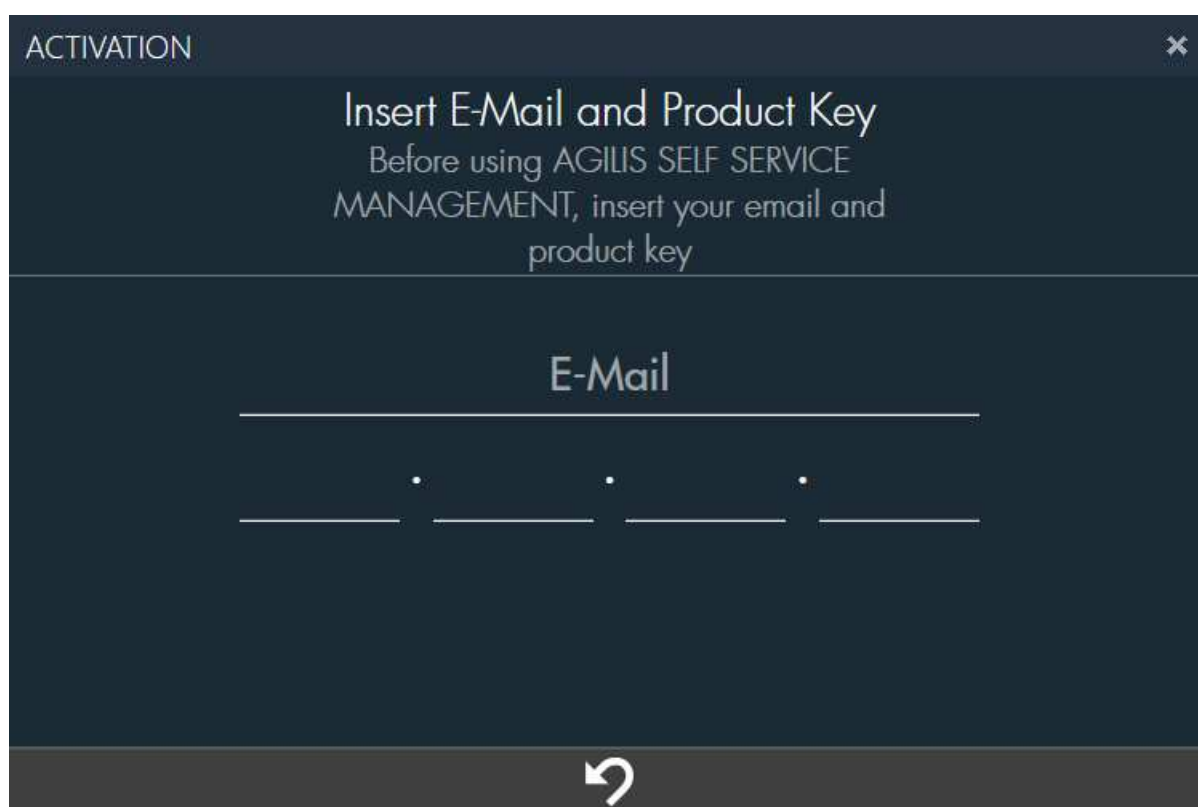 ACTIVATION
Insert E-Mail and Product Key
Before using AGILIS SELF SERVICE
MANAGEMENT, insert your email and
product key
E-Mail